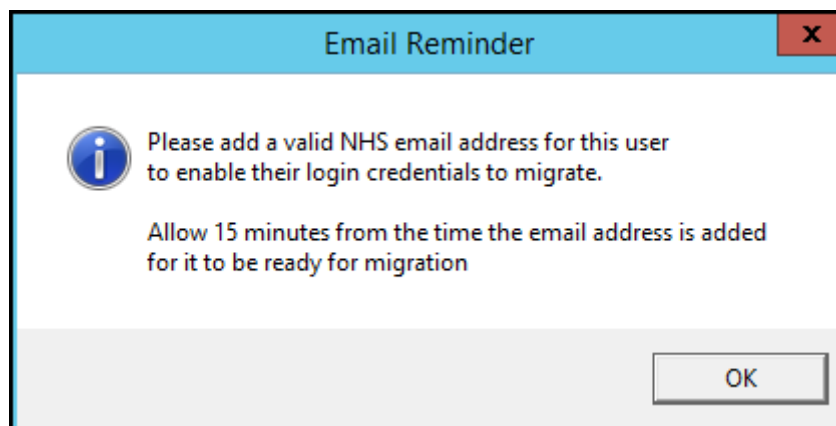 Email Reminder
x
Please add a valid NHS email address for this user
to enable their login credentials to migrate.
Allow 15 minutes from the time the email address is added
for it to be ready for migration
OK